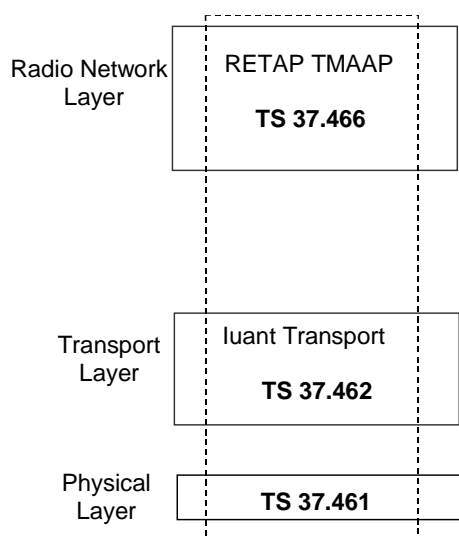 Radio Network
Layer
RETAP TMAAP
TS 37.466
Transport
Layer
Iuant Transport
TS 37.462
Physical
Layer
TS 37.461